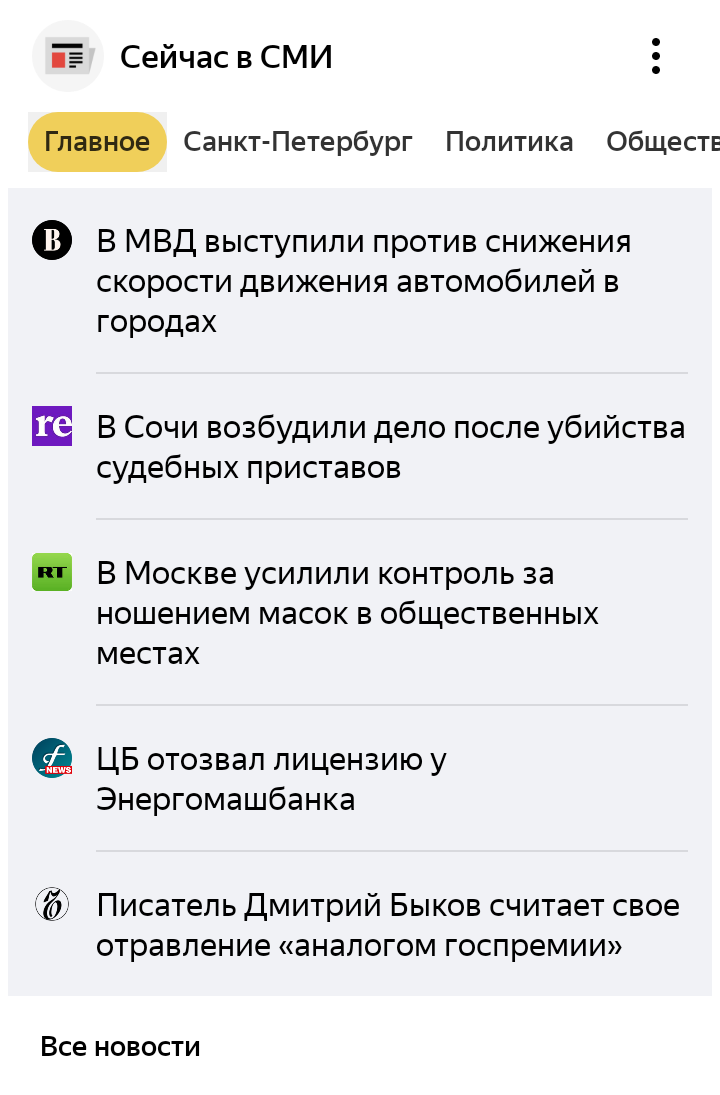 Сейчас в СМИ
Главное Санкт-Петербург Политика Обществ
В
В МВД выступили против снижения
скорости движения автомобилей в
городах
re
В Сочи возбудили дело после убийства
судебных приставов
RT
В Москве усилили контроль за
ношением масок в общественных
местах
f
NEWS
ЦБ отозвал лицензию у
Энергомашбанка
Писатель Дмитрий Быков считает свое
отравление «аналогом госпремии»
Все новости